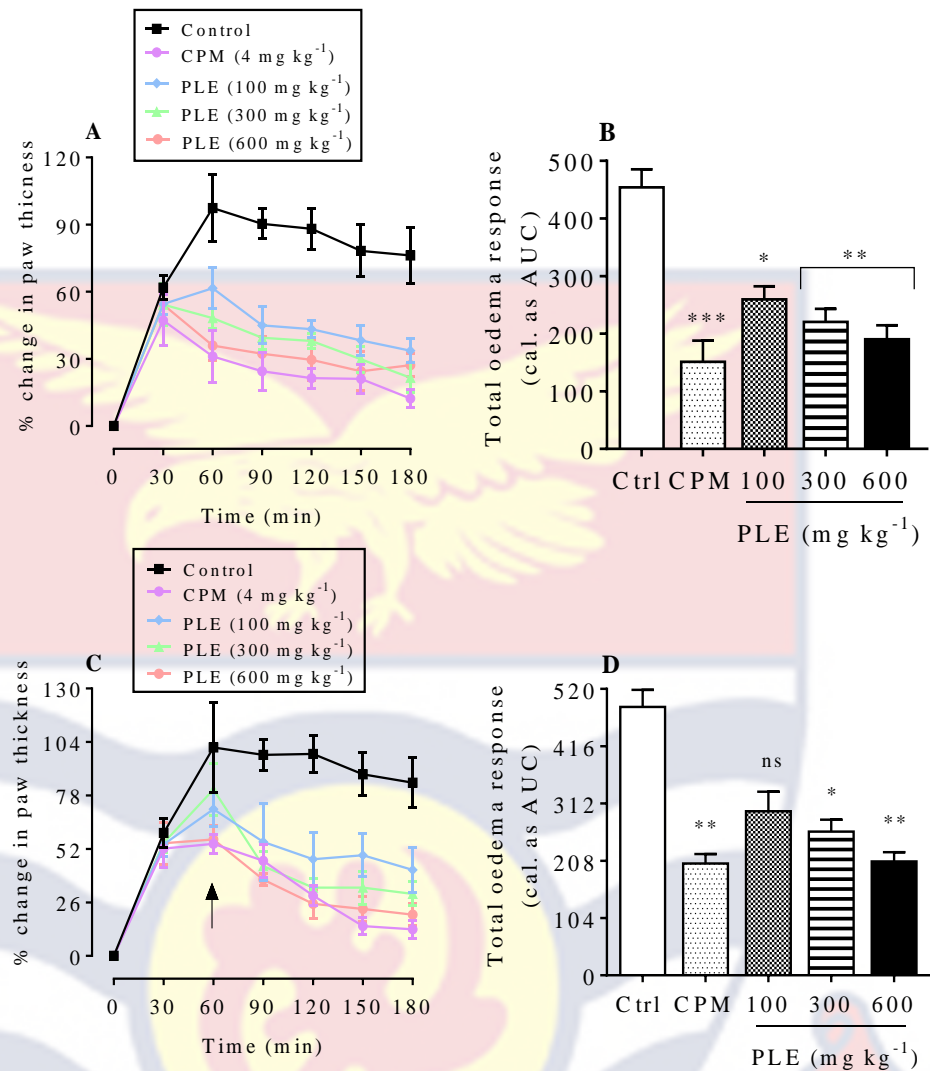 Control
CPM (4 mg kg⁻¹)
PLE (100 mg kg⁻¹)
PLE (300 mg kg⁻¹)
PLE (600 mg kg⁻¹)
A
% change in paw thicness
120
90
60
30
0
0 30 60 90 120 150 180
Time (min)
B
Total oedema response
(cal. as AUC)
500
400
300
200
100
0
***
*
**
Ctrl CPM 100 300 600
PLE (mg kg⁻¹)
Control
CPM (4 mg kg⁻¹)
PLE (100 mg kg⁻¹)
PLE (300 mg kg⁻¹)
PLE (600 mg kg⁻¹)
C
% change in paw thickness
130
104
78
52
26
0
0 30 60 90 120 150 180
Time (min)
D
Total oedema response
(cal. as AUC)
520
416
312
208
104
0
**
ns
*
**
Ctrl CPM 100 300 600
PLE (mg kg⁻¹)